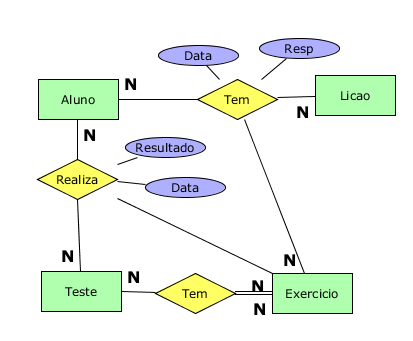 Data
Resp
Aluno
N
Tem
Licao
N
N
Resultado
Realiza
Data
N
N
N
N
Teste
Tem
Exercicio
N